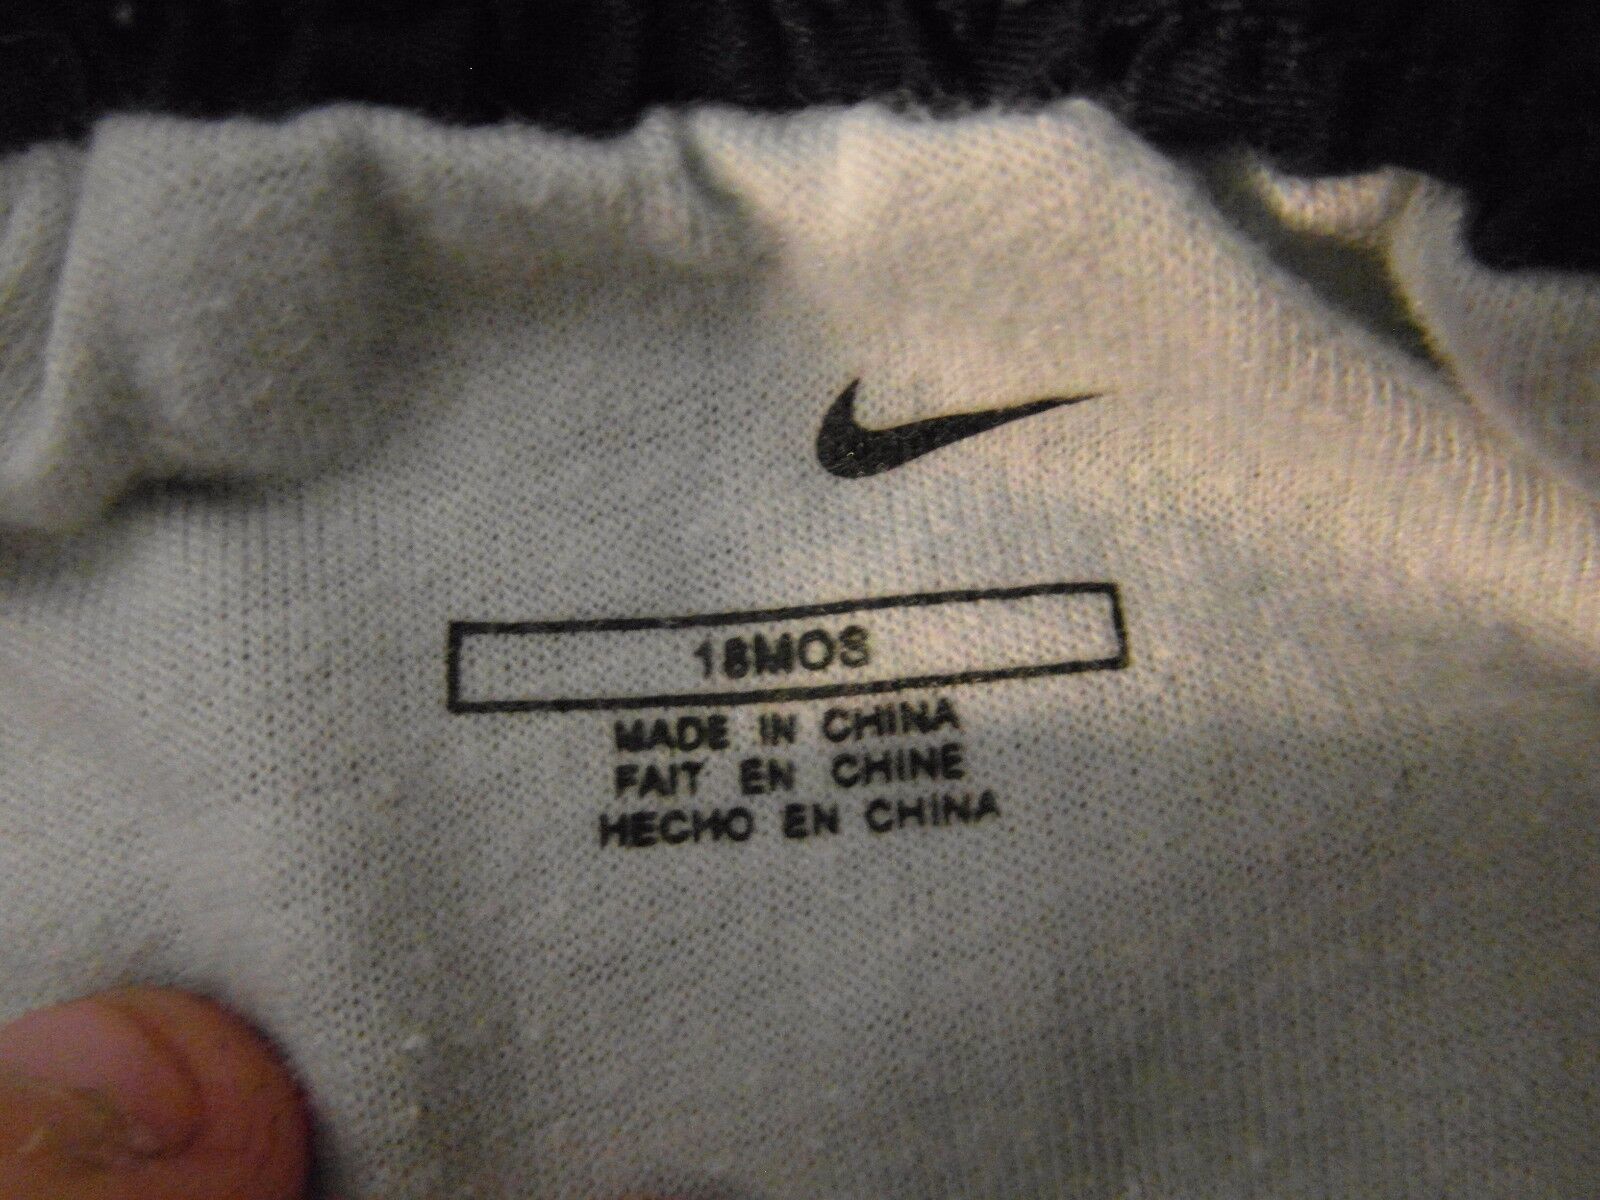 18MOS
MADE IN CHINA
FAIT EN CHINE
HECHO EN CHINA